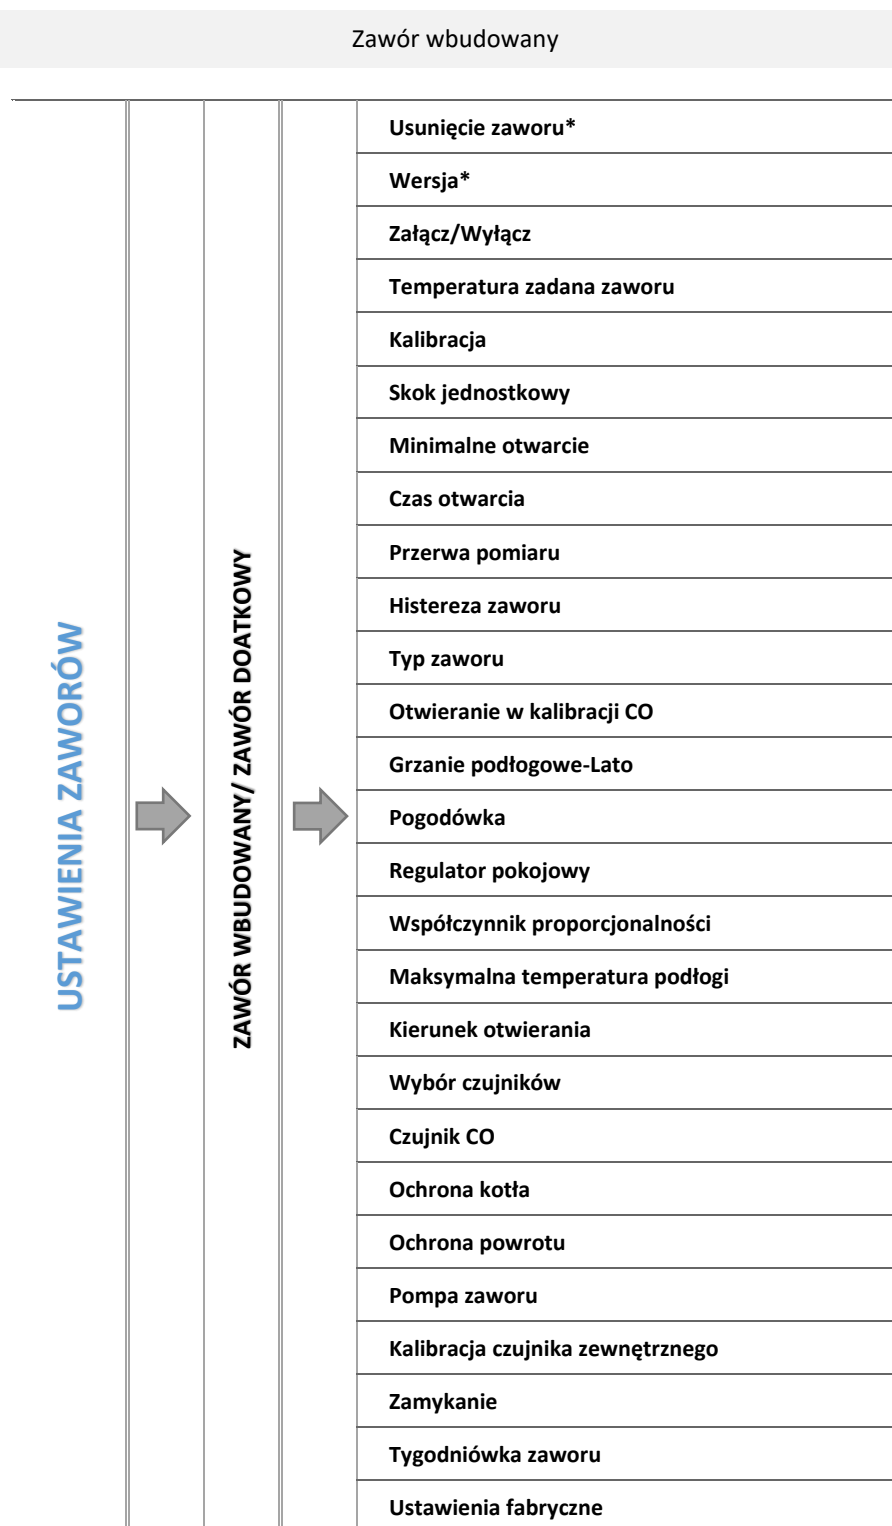 Zawór wbudowany
USTAWIENIA ZAWORÓW
ZAWÓR WBUDOWANY/ ZAWÓR DOATKOWY
Usunięcie zaworu*
Wersja*
Załącz/Wyłącz
Temperatura zadana zaworu
Kalibracja
Skok jednostkowy
Minimalne otwarcie
Czas otwarcia
Przerwa pomiaru
Histereza zaworu
Typ zaworu
Otwieranie w kalibracji CO
Grzanie podłogowe-Lato
Pogodówka
Regulator pokojowy
Współczynnik proporcjonalności
Maksymalna temperatura podłogi
Kierunek otwierania
Wybór czujników
Czujnik CO
Ochrona kotła
Ochrona powrotu
Pompa zaworu
Kalibracja czujnika zewnętrznego
Zamykanie
Tygodniówka zaworu
Ustawienia fabryczne